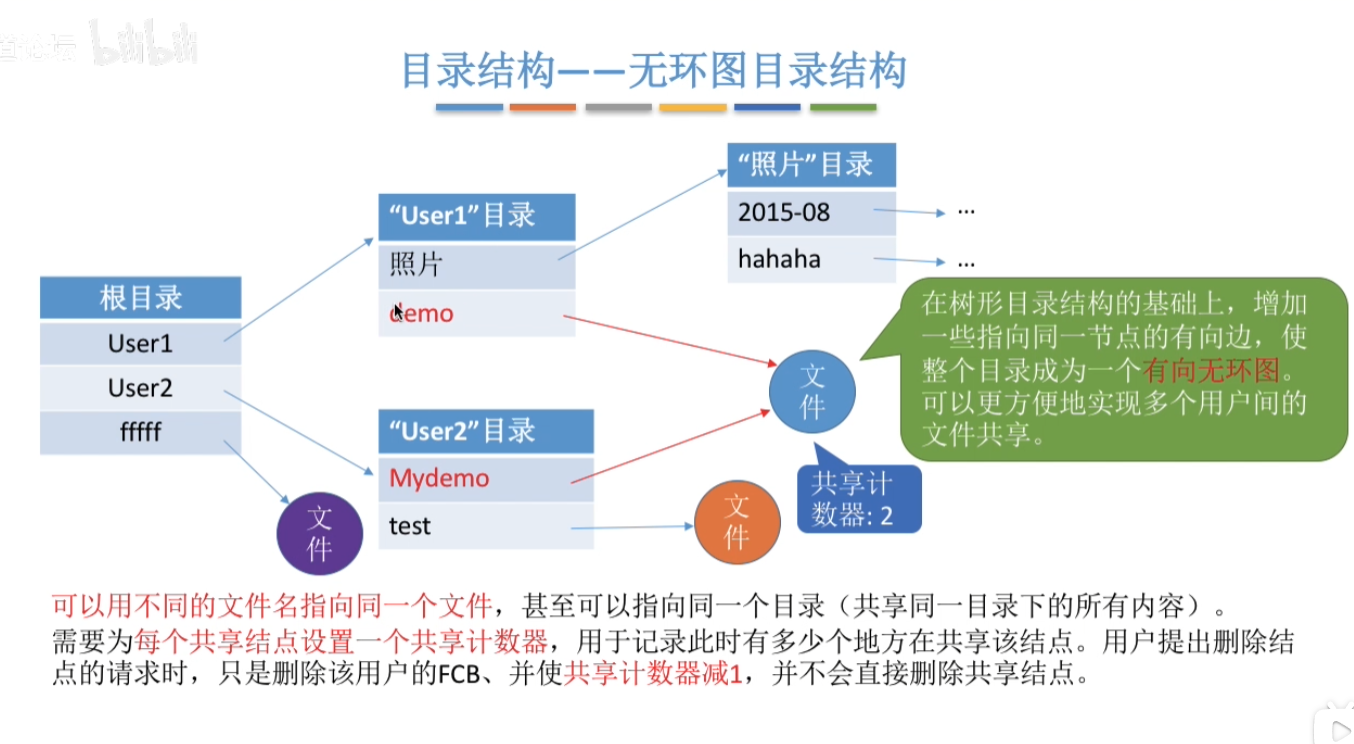 bilibili
目录结构——无环图目录结构
“照片”目录
2015-08
...
hahaha
...
“User1”目录
照片
demo
根目录
User1
User2
fffff
在树形目录结构的基础上，增加
一些指向同一节点的有向边，使
整个目录成为一个有向无环图。
可以更方便地实现多个用户间的
文件共享。
文
件
“User2”目录
Mydemo
test
共享计
数器: 2
文
件
文
件
可以用不同的文件名指向同一个文件，甚至可以指向同一个目录（共享同一目录下的所有内容）。
需要为每个共享结点设置一个共享计数器，用于记录此时有多少个地方在共享该结点。用户提出删除结
点的请求时，只是删除该用户的FCB、并使共享计数器减1，并不会直接删除共享结点。